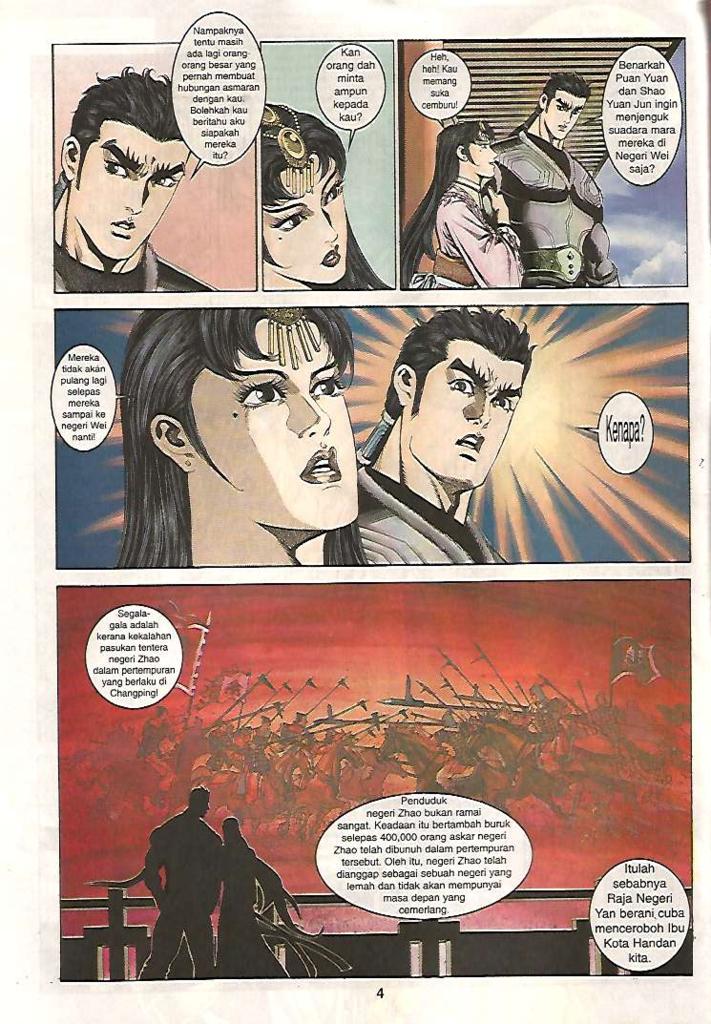 Nampaknya
tentu masih
ada lagi orang-
orang besar yang
pernah membuat
hubungan asmaran
dengan kau.
Bolehkah kau
beritahu aku
siapakah
mereka
itu?
Kan
orang dah
minta
ampun
kepada
kau?
Heh,
heh! Kau
memang
suka
cemburu!
Benarkah
Puan Yuan
dan Shao
Yuan Jun ingin
menjenguk
suadara mara
mereka di
Negeri Wei
saja?
Mereka
tidak akan
pulang lagi
selepas
mereka
sampai ke
negeri Wei
nanti!
Kenapa?
Segala-
gala adalah
kerana kekalahan
pasukan tentera
negeri Zhao
dalam pertempuran
yang berlaku di
Changping!
Penduduk
negeri Zhao bukan ramai
sangat. Keadaan itu bertambah buruk
selepas 400,000 orang askar negeri
Zhao telah dibunuh dalam pertempuran
tersebut. Oleh itu, negeri Zhao telah
dianggap sebagai sebuah negeri yang
lemah dan tidak akan mempunyai
masa depan yang
cemerlang.
Itulah
sebabnya
Raja Negeri
Yan berani cuba
menceroboh Ibu
Kota Handan
kita.
4